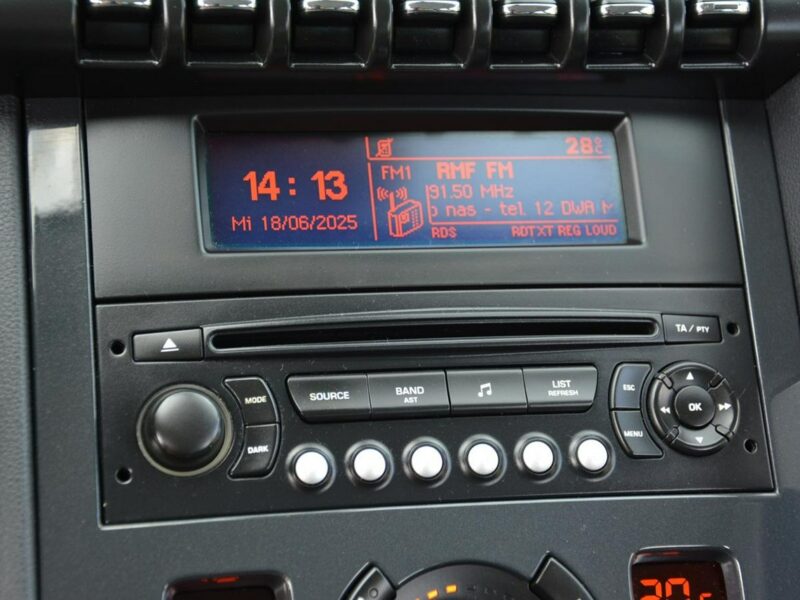 28°C
14:13
FM1 RMF FM
91.50 MHz
Mi 18/06/2025
o nas - tel. 12 DWA
RDS RDTXT REG LOUD
TA / PTY
SOURCE
BAND
AST
LIST
REFRESH
MODE
DARK
ESC
MENU
OK